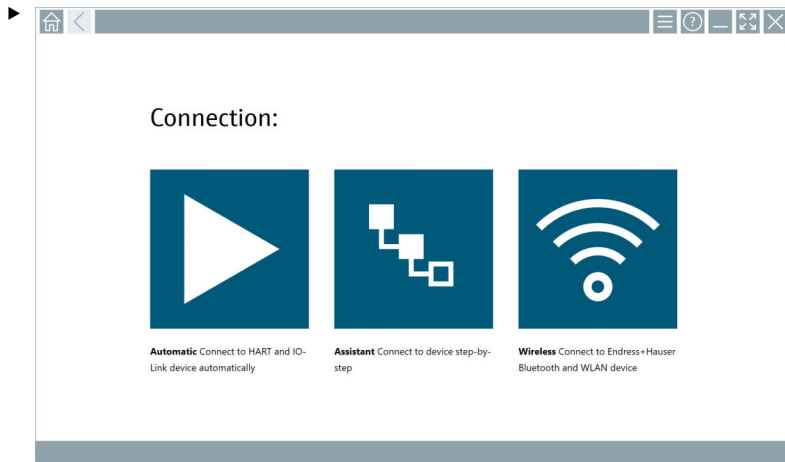 Connection:
Automatic Connect to HART and IO-
Link device automatically
Assistant Connect to device step-by-
step
Wireless Connect to Endress+Hauser
Bluetooth and WLAN device